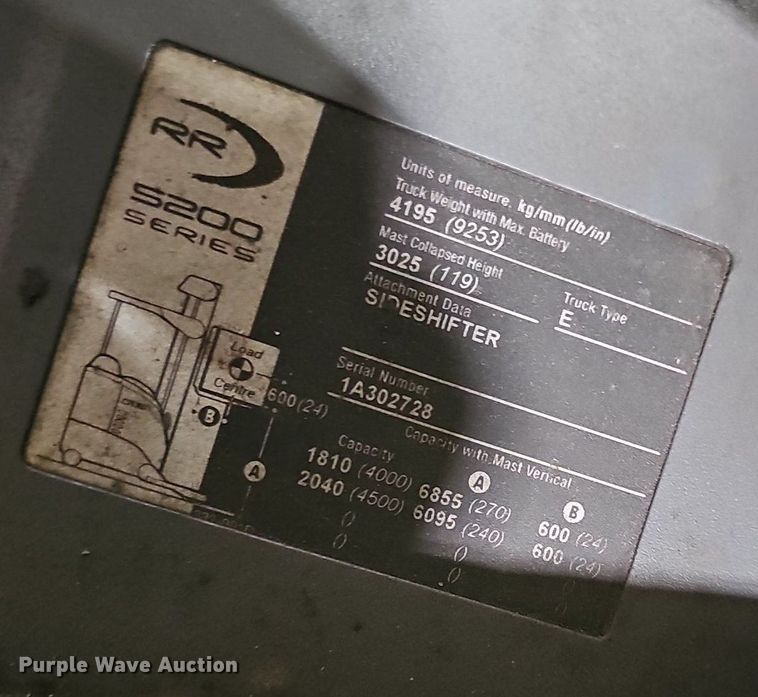 RR
5200
SERIES
Load
Centre
600(24)
B
A
Units of measure, kg/mm(lb/in)
Truck Weight with Max. Battery
4195 (9253)
Mast Collapsed Height
3025 (119)
Truck Type
E
Attachment Data
SIDESHIFTER
Serial Number
1A302728
Capacity with Mast Vertical
Capacity A B
1810 (4000) 6855 (270) 600 (24)
2040 (4500) 6095 (240) 600 (24)
() () ()
() () ()
Purple Wave Auction